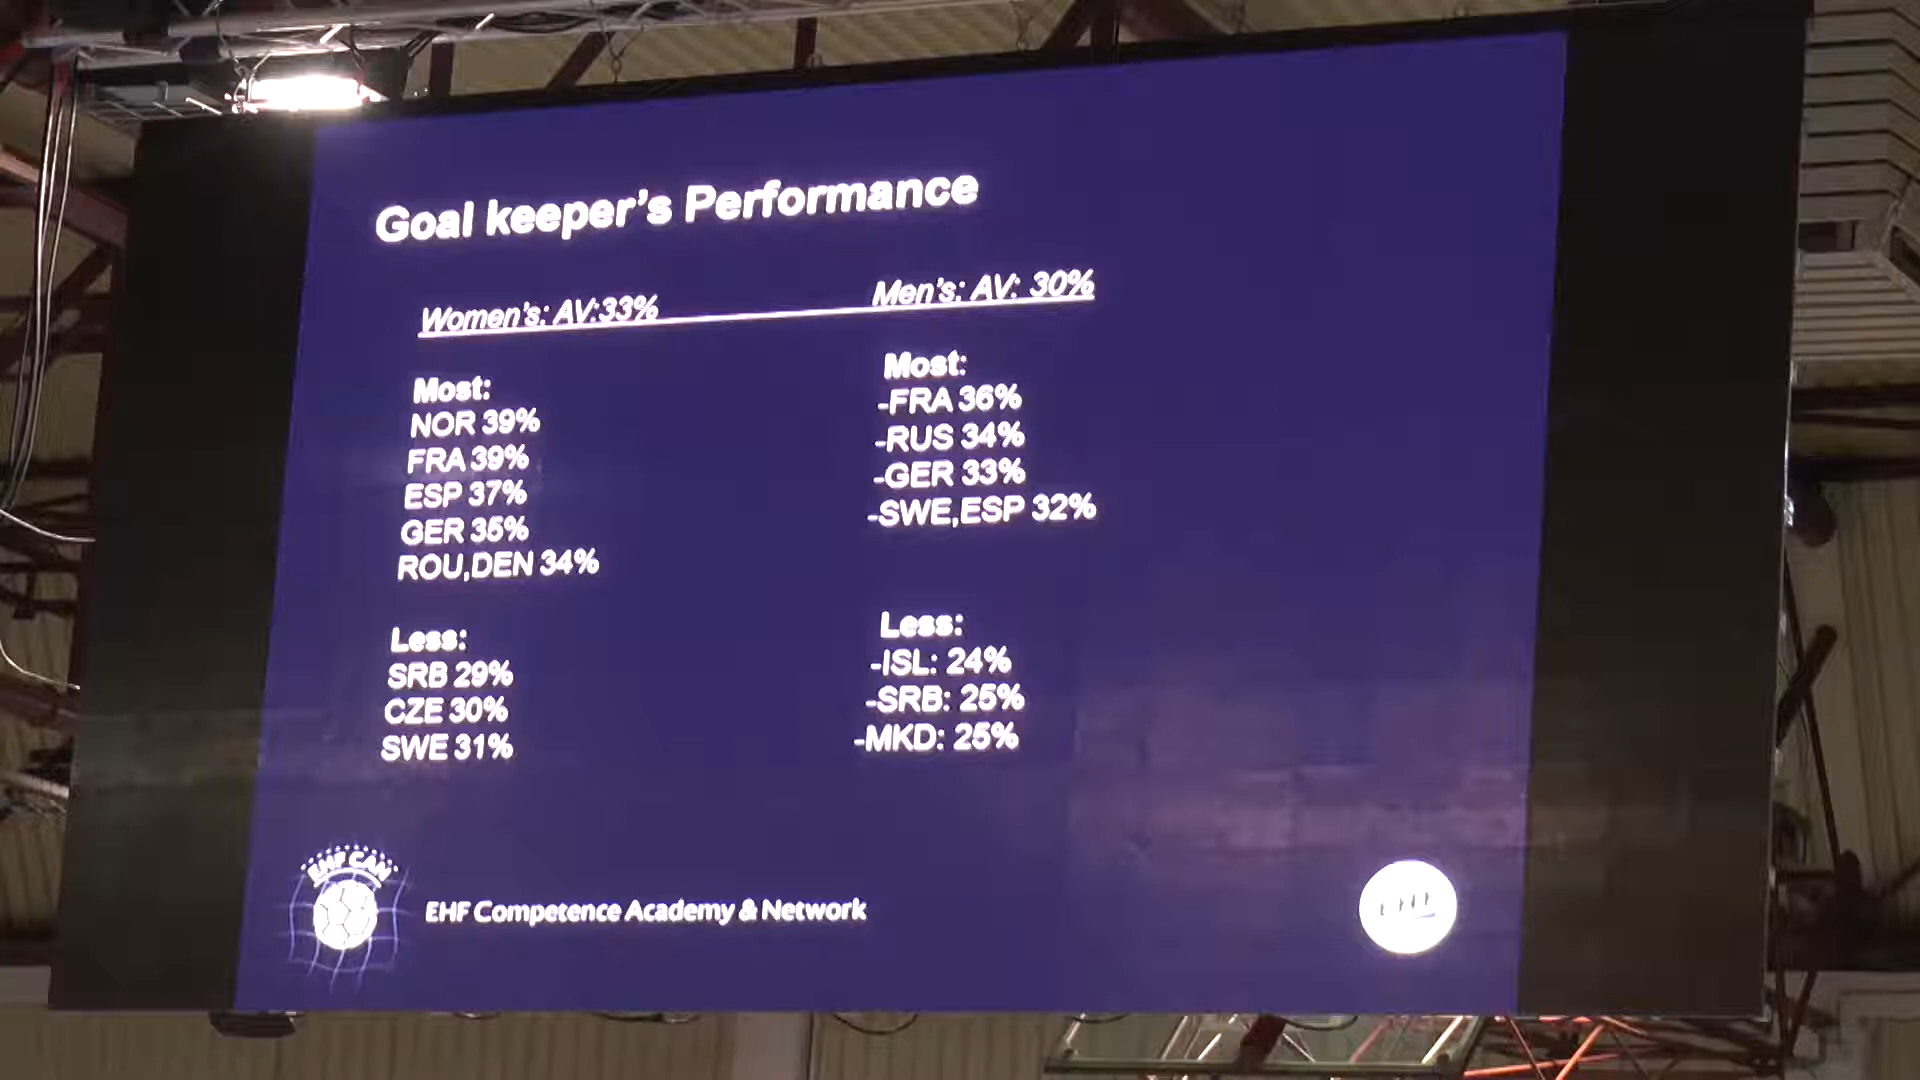 Goal keeper's Performance
Women's: AV:33%
Most:
NOR 39%
FRA 39%
ESP 37%
GER 35%
ROU,DEN 34%
Less:
SRB 29%
CZE 30%
SWE 31%
Men's: AV: 30%
Most:
-FRA 36%
-RUS 34%
-GER 33%
-SWE,ESP 32%
Less:
-ISL: 24%
-SRB: 25%
-MKD: 25%
EHF CAN
EHF Competence Academy & Network
EHF